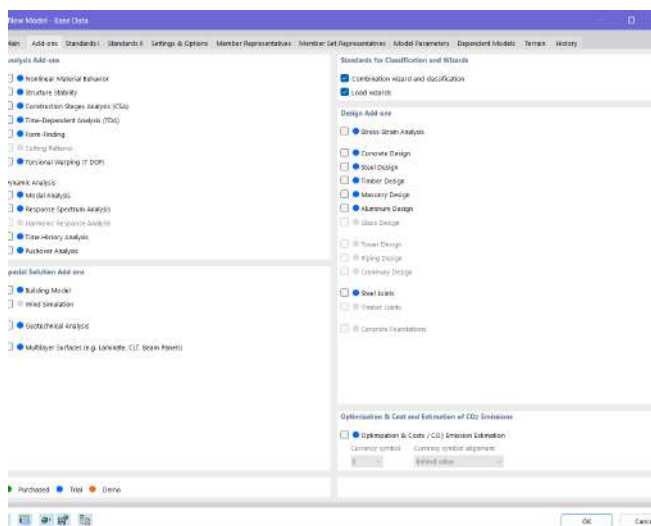 New Model - Base Data
Main Add-ons Standards I Standards II Settings & Options Member Representatives Member Set Representatives Model Parameters Dependent Models Terrain History
Analysis Add-ons
Nonlinear Material Behavior
Structure Stability
Construction Stages Analysis (CSA)
Time-Dependent Analysis (TDA)
Form-Finding
Cutting Patterns
Torsional Warping (7 DOF)
Dynamic Analysis
Modal Analysis
Response Spectrum Analysis
Harmonic Response Analysis
Time History Analysis
Pushover Analysis
Special Solution Add-ons
Building Model
Wind Simulation
Geotechnical Analysis
Multilayer Surfaces (e.g. Laminate, CLT, Beam Panels)
Standards for Classification and Wizards
Combination wizard and classification
Load wizards
Design Add-ons
Stress-Strain Analysis
Concrete Design
Steel Design
Timber Design
Masonry Design
Aluminum Design
Glass Design
Tower Design
Piping Design
Craneway Design
Steel Joints
Timber Joints
Concrete Foundations
Optimization & Cost and Estimation of CO2 Emissions
Optimization & Costs / CO2 Emission Estimation
Currency symbol Currency symbol alignment
Behind value
Purchased Trial Demo
OK Cance